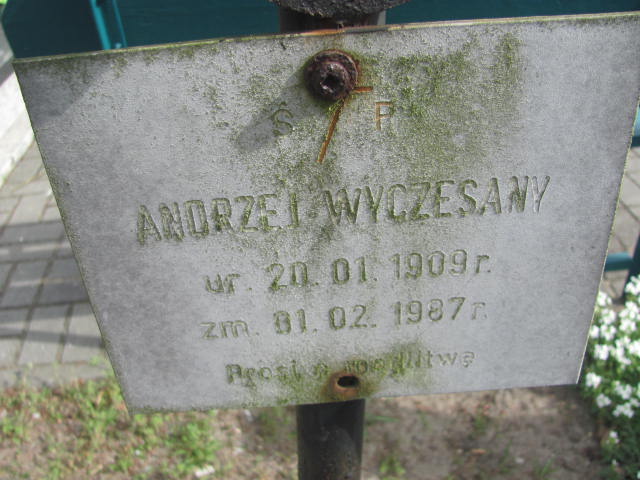 Ś P
ANDRZEJ WYCZESANY
ur. 20. 01. 1909 r.
zm. 01. 02. 1987 r.
Prosi o modlitwę